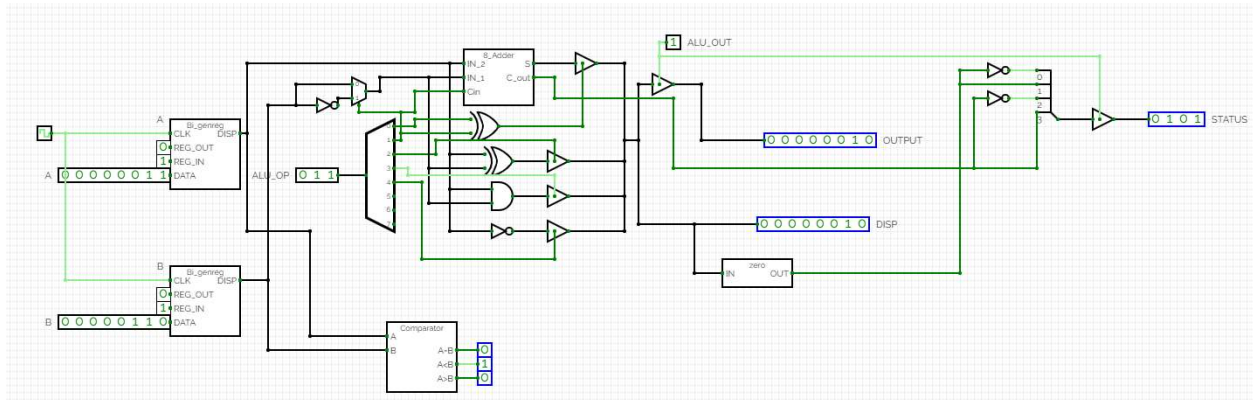 1 ALU_OUT
8_Adder
IN_2 S
IN_1 C_out
Cin
0
1
0
1
2
3
A
Bi_genreg
CLK DISP
0 REG_OUT
1 REG_IN
A 0 0 0 0 0 0 1 1 DATA
ALU_OP 0 1 1
0
1
2
3
4
5
6
7
0 1 0 1 STATUS
0 0 0 0 0 0 1 0 OUTPUT
0 0 0 0 0 0 1 0 DISP
B
Bi_genreg
CLK DISP
0 REG_OUT
1 REG_IN
B 0 0 0 0 0 1 1 0 DATA
zero
IN OUT
Comparator
A
B
A=B 0
A<B 1
A>B 0